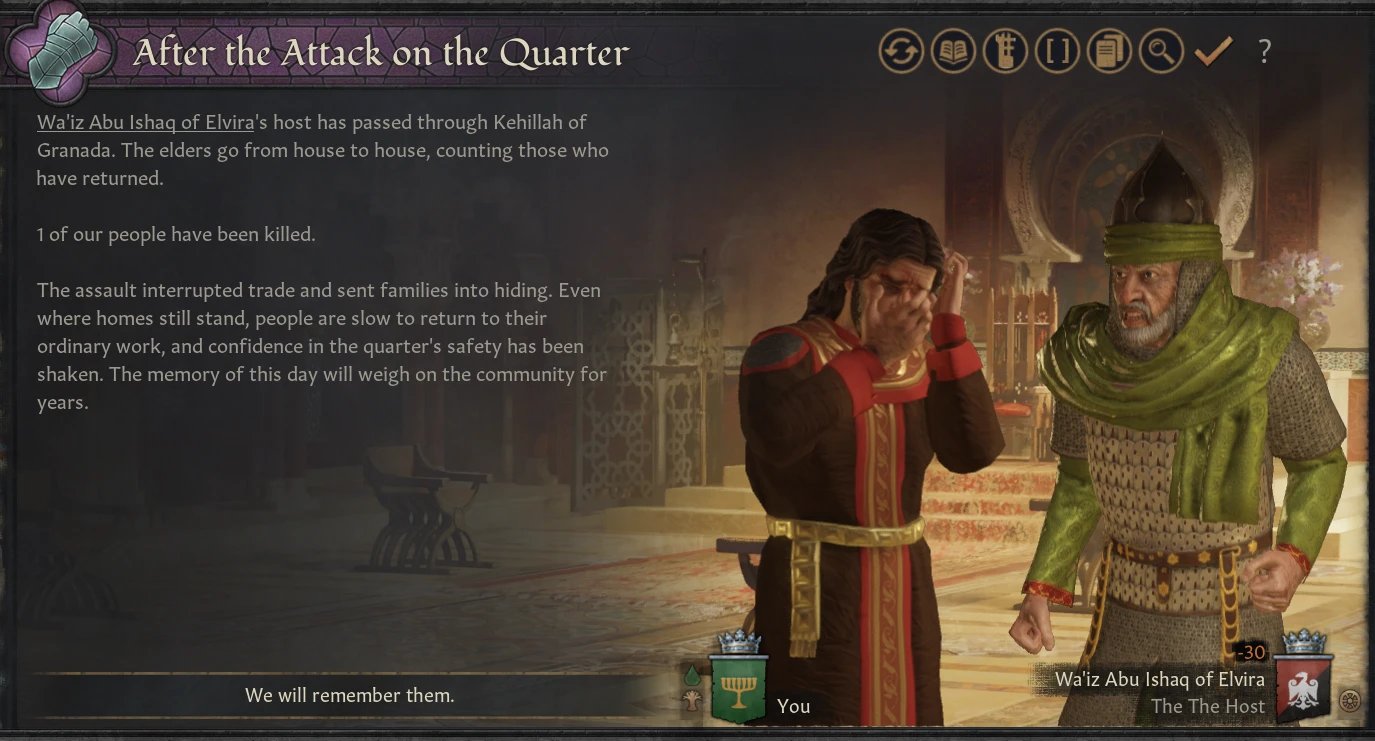 After the Attack on the Quarter
?
Wa'iz Abu Ishaq of Elvira's host has passed through Kehillah of
Granada. The elders go from house to house, counting those who
have returned.
1 of our people have been killed.
The assault interrupted trade and sent families into hiding. Even
where homes still stand, people are slow to return to their
ordinary work, and confidence in the quarter's safety has been
shaken. The memory of this day will weigh on the community for
years.
We will remember them.
You
-30
Wa'iz Abu Ishaq of Elvira
The The Host